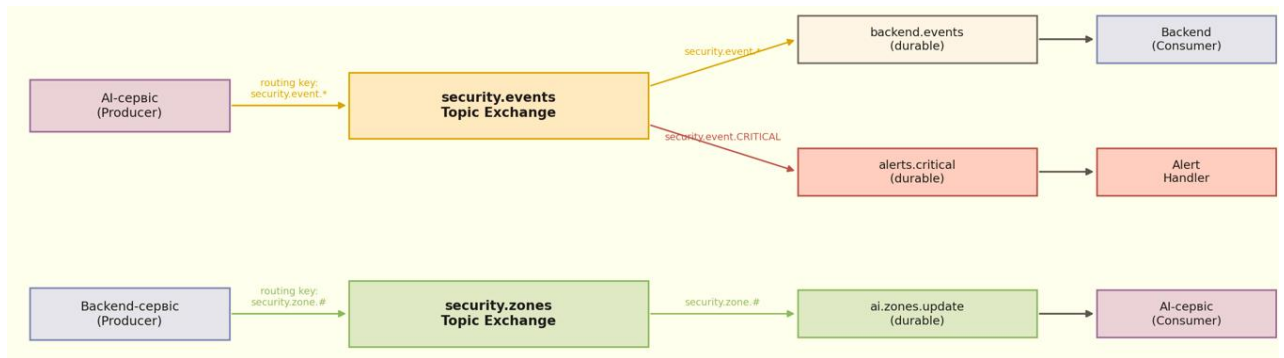 AI-сервіс
(Producer)
routing key:
security.event.*
security.events
Topic Exchange
security.event.*
security.event.CRITICAL
backend.events
(durable)
Backend
(Consumer)
alerts.critical
(durable)
Alert
Handler
Backend-сервіс
(Producer)
routing key:
security.zone.#
security.zones
Topic Exchange
security.zone.#
ai.zones.update
(durable)
AI-сервіс
(Consumer)